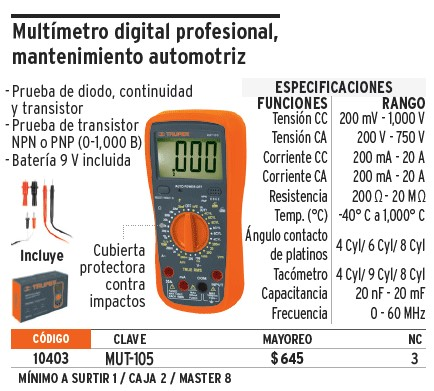 Multímetro digital profesional,
mantenimiento automotriz
- Prueba de diodo, continuidad
y transistor
- Prueba de transistor
NPN o PNP (0-1,000 B)
- Batería 9 V incluida
Incluye
Cubierta
protectora
contra
impactos
TRUPER
AUTO POWER OFF
TRUE RMS
ESPECIFICACIONES
FUNCIONES RANGO
Tensión CC 200 mV - 1,000 V
Tensión CA 200 V - 750 V
Corriente CC 200 mA - 20 A
Corriente CA 200 mA - 20 A
Resistencia 200 Ω - 20 MΩ
Temp. (°C) -40° C a 1,000° C
Ángulo contacto
de platinos 4 Cyl/ 6 Cyl/ 8 Cyl
Tacómetro 4 Cyl/ 9 Cyl/ 8 Cyl
Capacitancia 20 nF - 20 mF
Frecuencia 0 - 60 MHz
CÓDIGO CLAVE MAYOREO NC
10403 MUT-105 $ 645 3
MÍNIMO A SURTIR 1 / CAJA 2 / MASTER 8